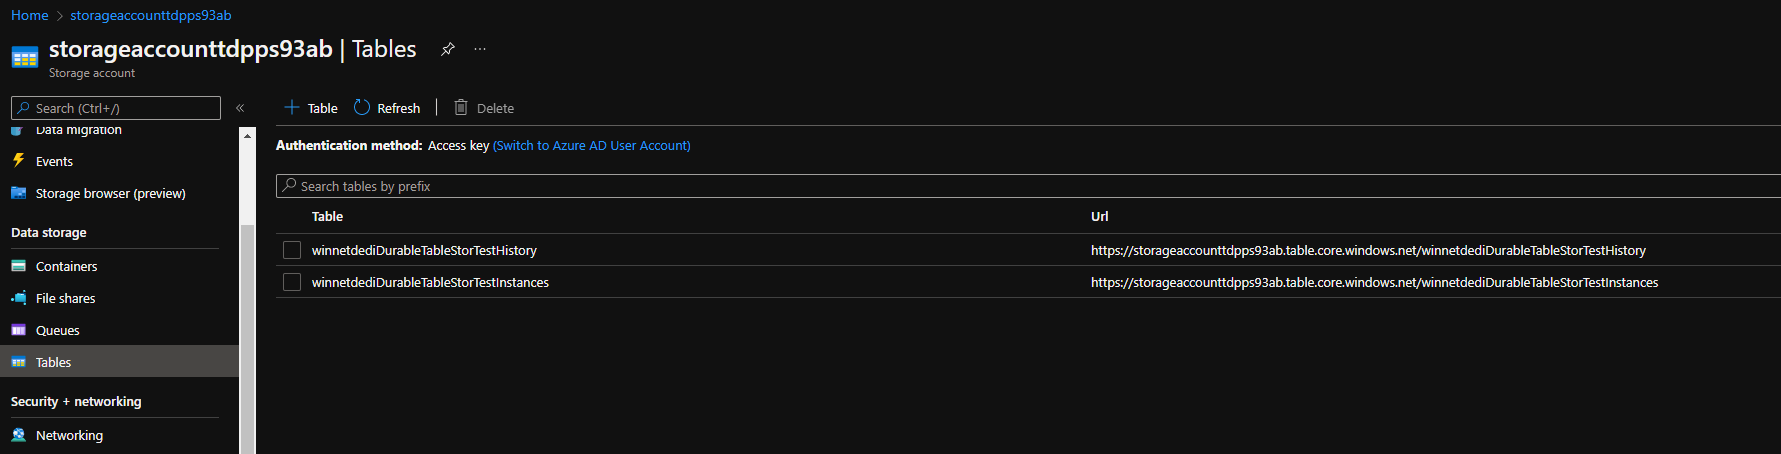 Home > storageaccounttdpps93ab
storageaccounttdpps93ab | Tables ...
Storage account
Search (Ctrl+/) «
+ Table Refresh | Delete
Data migration
Authentication method: Access key (Switch to Azure AD User Account)
Events
Search tables by prefix
Storage browser (preview)
Table Url
Data storage
winnetdediDurableTableStorTestHistory https://storageaccounttdpps93ab.table.core.windows.net/winnetdediDurableTableStorTestHistory
Containers
winnetdediDurableTableStorTestInstances https://storageaccounttdpps93ab.table.core.windows.net/winnetdediDurableTableStorTestInstances
File shares
Queues
Tables
Security + networking
Networking